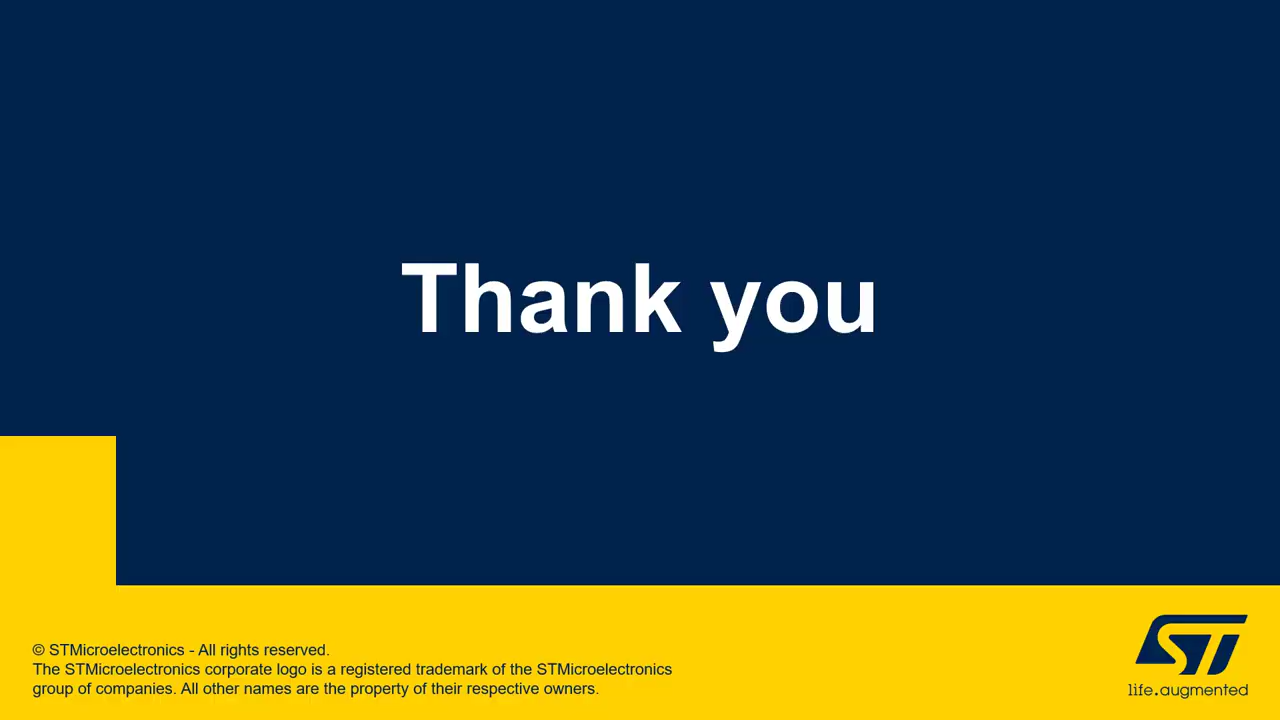 Thank you
© STMicroelectronics - All rights reserved.
The STMicroelectronics corporate logo is a registered trademark of the STMicroelectronics
group of companies. All other names are the property of their respective owners.
ST
life.augmented